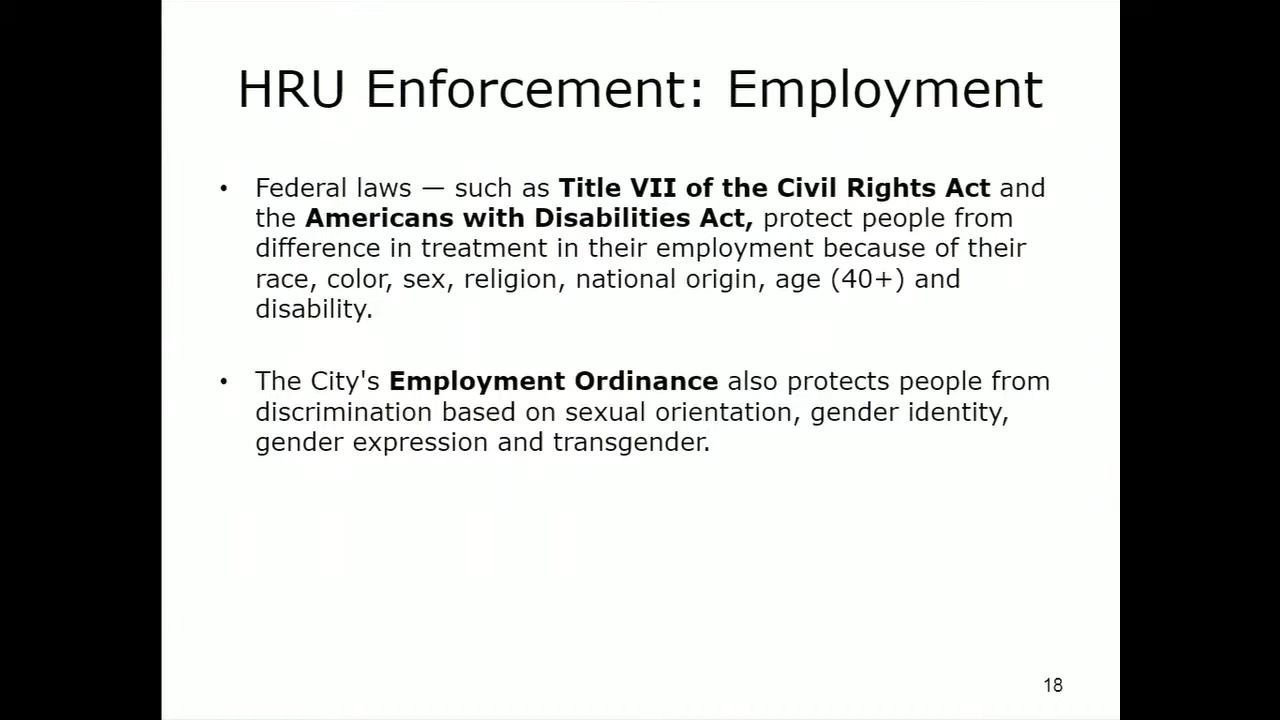 HRU Enforcement: Employment
• Federal laws — such as Title VII of the Civil Rights Act and
the Americans with Disabilities Act, protect people from
difference in treatment in their employment because of their
race, color, sex, religion, national origin, age (40+) and
disability.
• The City's Employment Ordinance also protects people from
discrimination based on sexual orientation, gender identity,
gender expression and transgender.
18